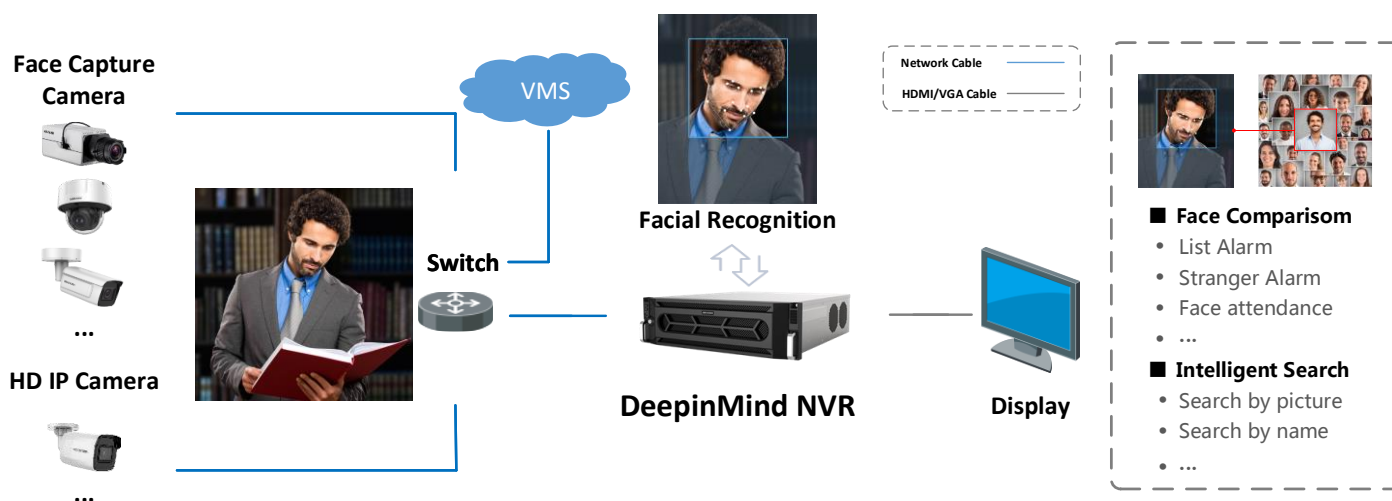 Face Capture
Camera
...
HD IP Camera
...
VMS
Switch
Facial Recognition
DeepinMind NVR
Network Cable
HDMI/VGA Cable
Display
■ Face Comparisom
• List Alarm
• Stranger Alarm
• Face attendance
• ...
■ Intelligent Search
• Search by picture
• Search by name
• ...